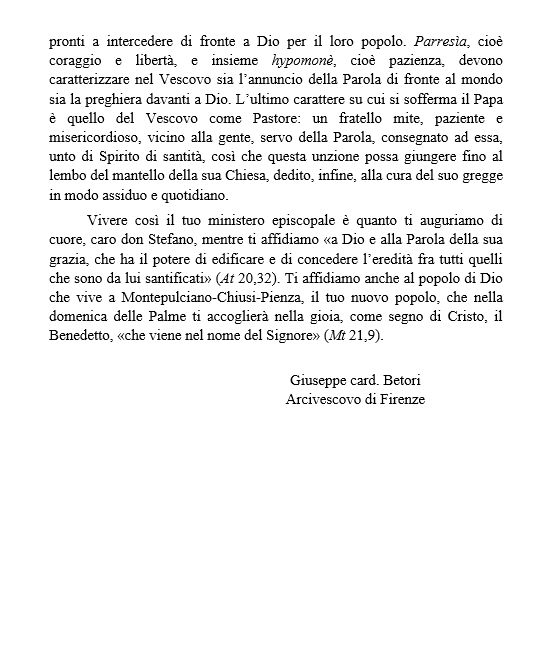 pronti a intercedere di fronte a Dio per il loro popolo. Parresìa, cioè
coraggio e libertà, e insieme hypomonè, cioè pazienza, devono
caratterizzare nel Vescovo sia l’annuncio della Parola di fronte al mondo
sia la preghiera davanti a Dio. L’ultimo carattere su cui si sofferma il Papa
è quello del Vescovo come Pastore: un fratello mite, paziente e
misericordioso, vicino alla gente, servo della Parola, consegnato ad essa,
unto di Spirito di santità, così che questa unzione possa giungere fino al
lembo del mantello della sua Chiesa, dedito, infine, alla cura del suo gregge
in modo assiduo e quotidiano.
Vivere così il tuo ministero episcopale è quanto ti auguriamo di
cuore, caro don Stefano, mentre ti affidiamo «a Dio e alla Parola della sua
grazia, che ha il potere di edificare e di concedere l’eredità fra tutti quelli
che sono da lui santificati» (At 20,32). Ti affidiamo anche al popolo di Dio
che vive a Montepulciano-Chiusi-Pienza, il tuo nuovo popolo, che nella
domenica delle Palme ti accoglierà nella gioia, come segno di Cristo, il
Benedetto, «che viene nel nome del Signore» (Mt 21,9).
Giuseppe card. Betori
Arcivescovo di Firenze